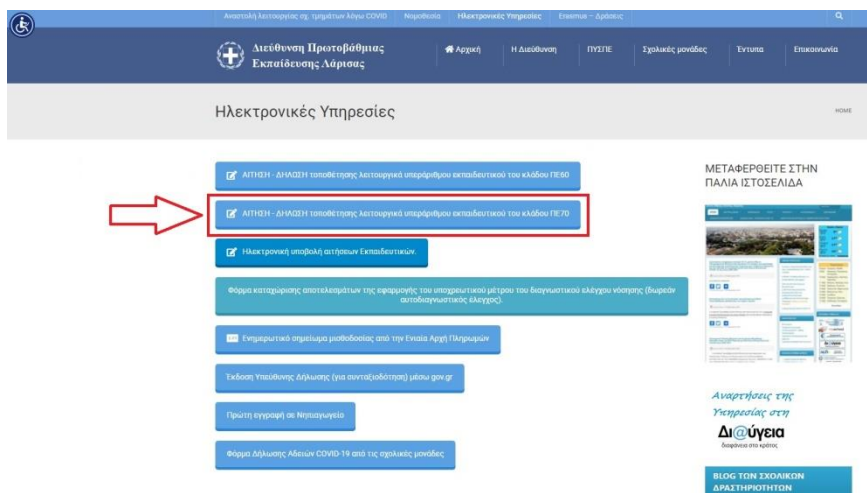 Αναστολή λειτουργίας σχ. τμημάτων λόγω COVID Νομοθεσία Ηλεκτρονικές Υπηρεσίες Erasmus – Δράσεις
Διεύθυνση Πρωτοβάθμιας
Εκπαίδευσης Λάρισας
Αρχική Η Διεύθυνση ΠΥΣΠΕ Σχολικές μονάδες Έντυπα Επικοινωνία
Ηλεκτρονικές Υπηρεσίες
HOME
ΑΙΤΗΣΗ - ΔΗΛΩΣΗ τοποθέτησης λειτουργικά υπεράριθμου εκπαιδευτικού του κλάδου ΠΕ60
ΑΙΤΗΣΗ - ΔΗΛΩΣΗ τοποθέτησης λειτουργικά υπεράριθμου εκπαιδευτικού του κλάδου ΠΕ70
Ηλεκτρονική υποβολή αιτήσεων Εκπαιδευτικών.
Φόρμα καταχώρισης αποτελεσμάτων της εφαρμογής του υποχρεωτικού μέτρου του διαγνωστικού ελέγχου νόσησης (δωρεάν
αυτοδιαγνωστικός έλεγχος).
Ενημερωτικό σημείωμα μισθοδοσίας από την Ενιαία Αρχή Πληρωμών
Έκδοση Υπεύθυνης Δήλωσης (για συνταξιοδότηση) μέσω gov.gr
Πρώτη εγγραφή σε Νηπιαγωγείο
Φόρμα Δήλωσης Αδειών COVID-19 από τις σχολικές μονάδες
ΜΕΤΑΦΕΡΘΕΙΤΕ ΣΤΗΝ
ΠΑΛΙΑ ΙΣΤΟΣΕΛΙΔΑ
Αναρτήσεις της
Υπηρεσίας στη
Δι@ύγεια
διαφάνεια στο κράτος
BLOG ΤΩΝ ΣΧΟΛΙΚΩΝ
ΔΡΑΣΤΗΡΙΟΤΗΤΩΝ